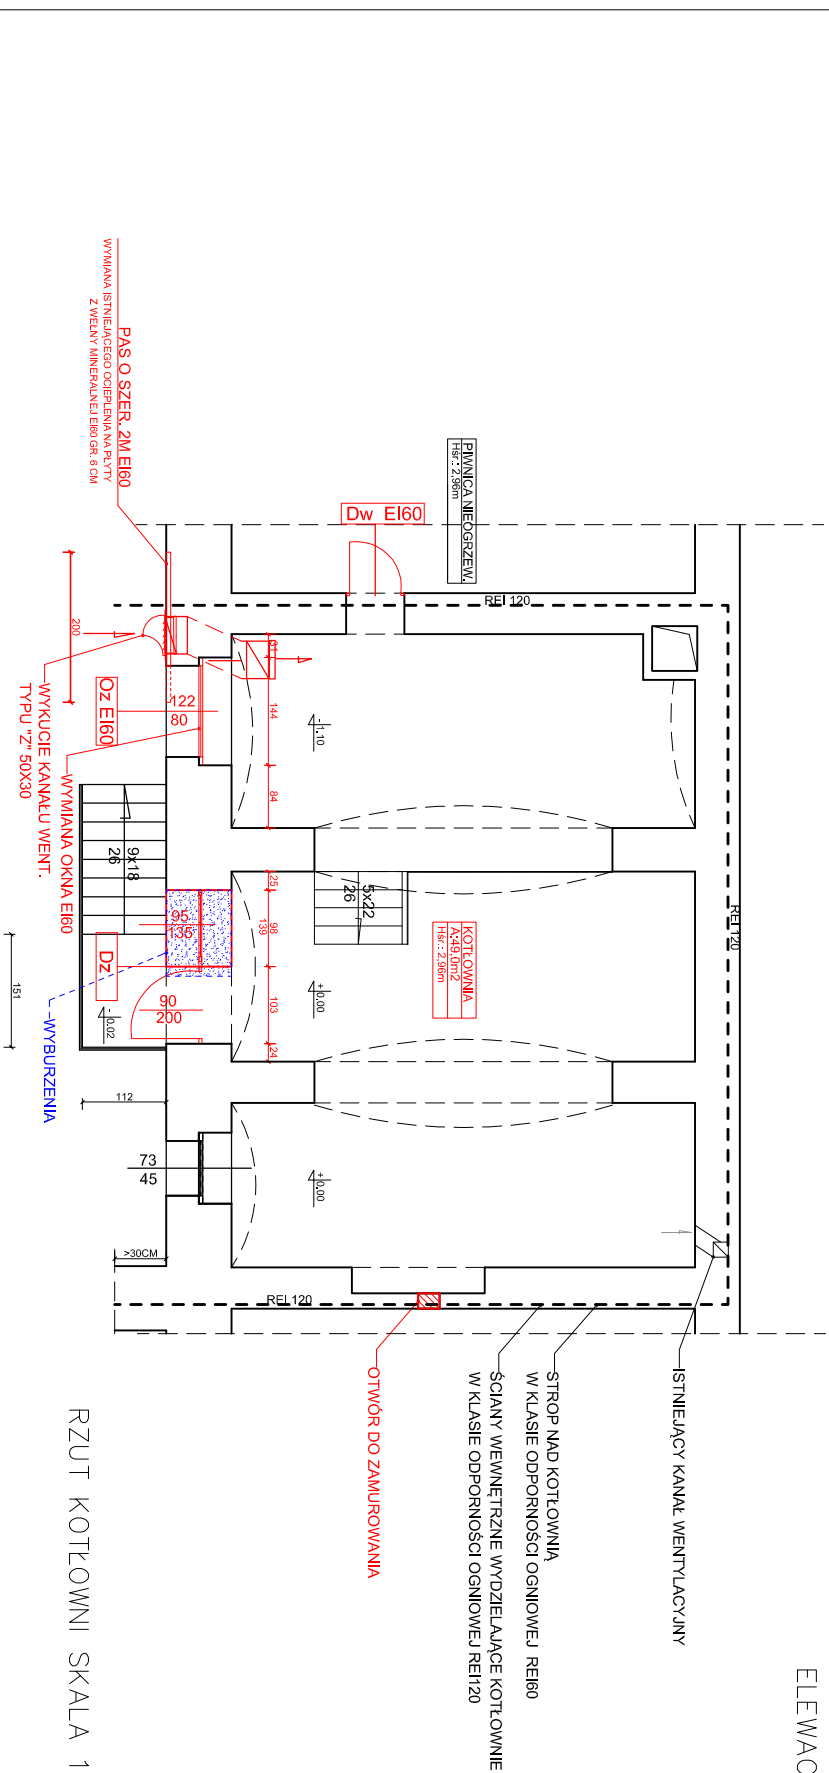 PAS O SZER. 2M EI60
WYMIANA ISTNIEJĄCEGO OCIEPLENIA NA PŁYTY
Z WEŁNY MINERALNEJ EI60 GR. 6 CM
PIWNICA NIEOGRZEW.
Hśr.: 2,96m
Dw EI60
REI 120
200
61
144
84
122
80
Oz EI60
WYKUCIE KANAŁU WENT.
TYPU "Z" 50X30
WYMIANA OKNA EI60
-1.10
9x18
26
5x22
26
25
98
139
103
24
95
135
90
200
Dz
-0.02
151
WYBURZENIA
112
KOTŁOWNIA
A:49,0m2
Hśr.: 2,96m
+0.00
REI 120
+0.00
73
45
>30CM
REI 120
OTWÓR DO ZAMUROWANIA
ŚCIANY WEWNĘTRZNE WYDZIELAJĄCE KOTŁOWNIE
W KLASIE ODPORNOŚCI OGNIOWEJ REI120
STROP NAD KOTŁOWNIĄ
W KLASIE ODPORNOŚCI OGNIOWEJ REI60
ISTNIEJĄCY KANAŁ WENTYLACYJNY
RZUT KOTŁOWNI SKALA 1
ELEWAC